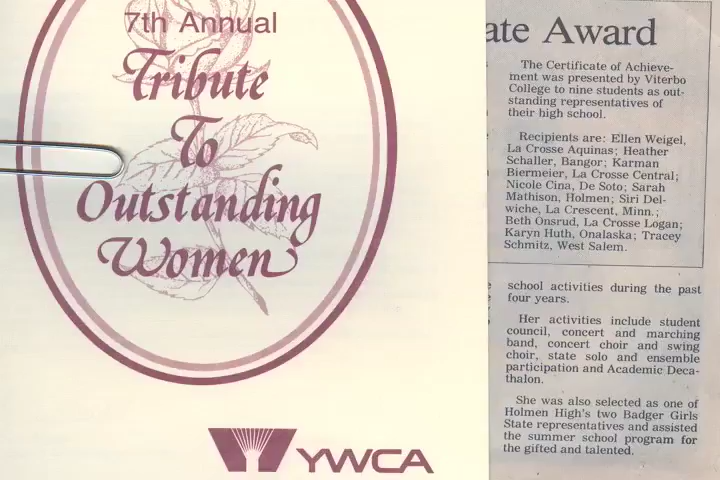 7th Annual
Tribute
To
Outstanding
Women
YWCA
ate Award
The Certificate of Achieve-
ment was presented by Viterbo
College to nine students as out-
standing representatives of
their high school.
Recipients are: Ellen Weigel,
La Crosse Aquinas; Heather
Schaller, Bangor; Karman
Biermeier, La Crosse Central;
Nicole Cina, De Soto; Sarah
Mathison, Holmen; Siri Del-
wiche, La Crescent, Minn.;
Beth Onsrud, La Crosse Logan;
Karyn Huth, Onalaska; Tracey
Schmitz, West Salem.
school activities during the past
four years.
Her activities include student
council, concert and marching
band, concert choir and swing
choir, state solo and ensemble
participation and Academic Deca-
thalon.
She was also selected as one of
Holmen High's two Badger Girls
State representatives and assisted
the summer school program for
the gifted and talented.